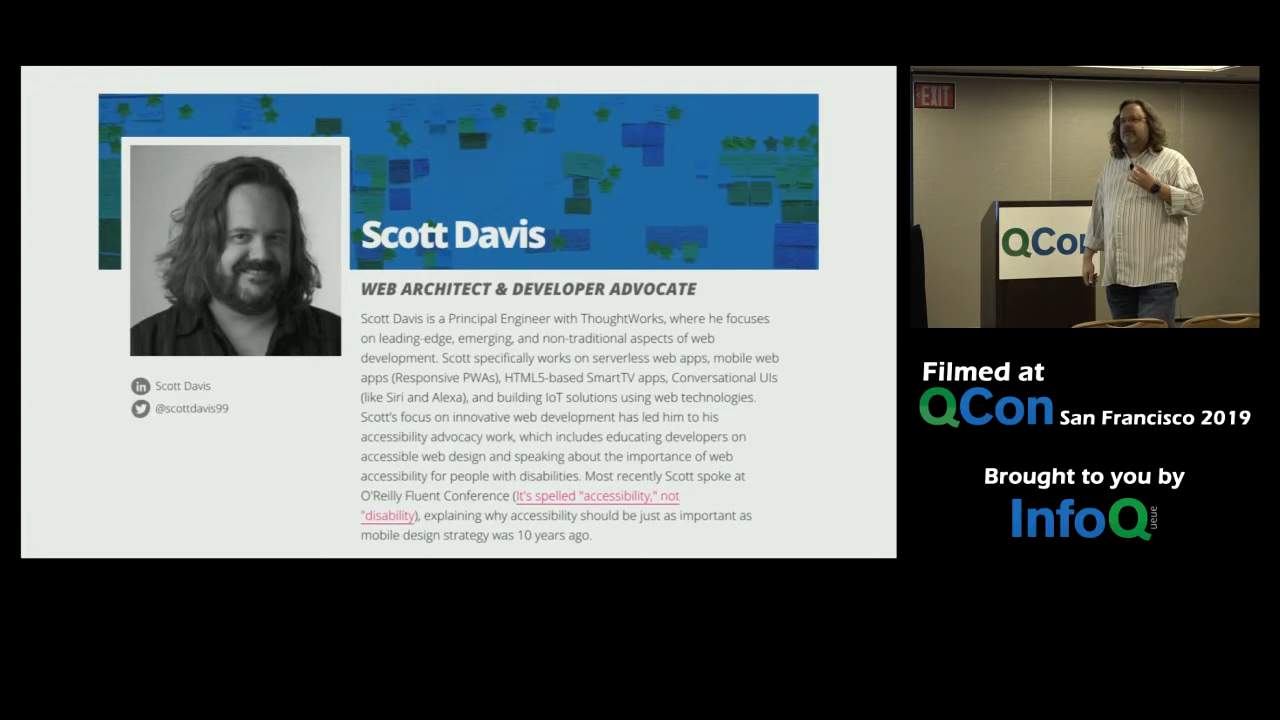 Scott Davis
WEB ARCHITECT & DEVELOPER ADVOCATE
Scott Davis is a Principal Engineer with ThoughtWorks, where he focuses
on leading-edge, emerging, and non-traditional aspects of web
development. Scott specifically works on serverless web apps, mobile web
apps (Responsive PWAs), HTML5-based SmartTV apps, Conversational UIs
(like Siri and Alexa), and building IoT solutions using web technologies.
Scott's focus on innovative web development has led him to his
accessibility advocacy work, which includes educating developers on
accessible web design and speaking about the importance of web
accessibility for people with disabilities. Most recently Scott spoke at
O'Reilly Fluent Conference (It's spelled "accessibility," not
"disability), explaining why accessibility should be just as important as
mobile design strategy was 10 years ago.
in Scott Davis
@scottdavis99
EXIT
QCon
Filmed at
QCon San Francisco 2019
Brought to you by
InfoQ
ueue